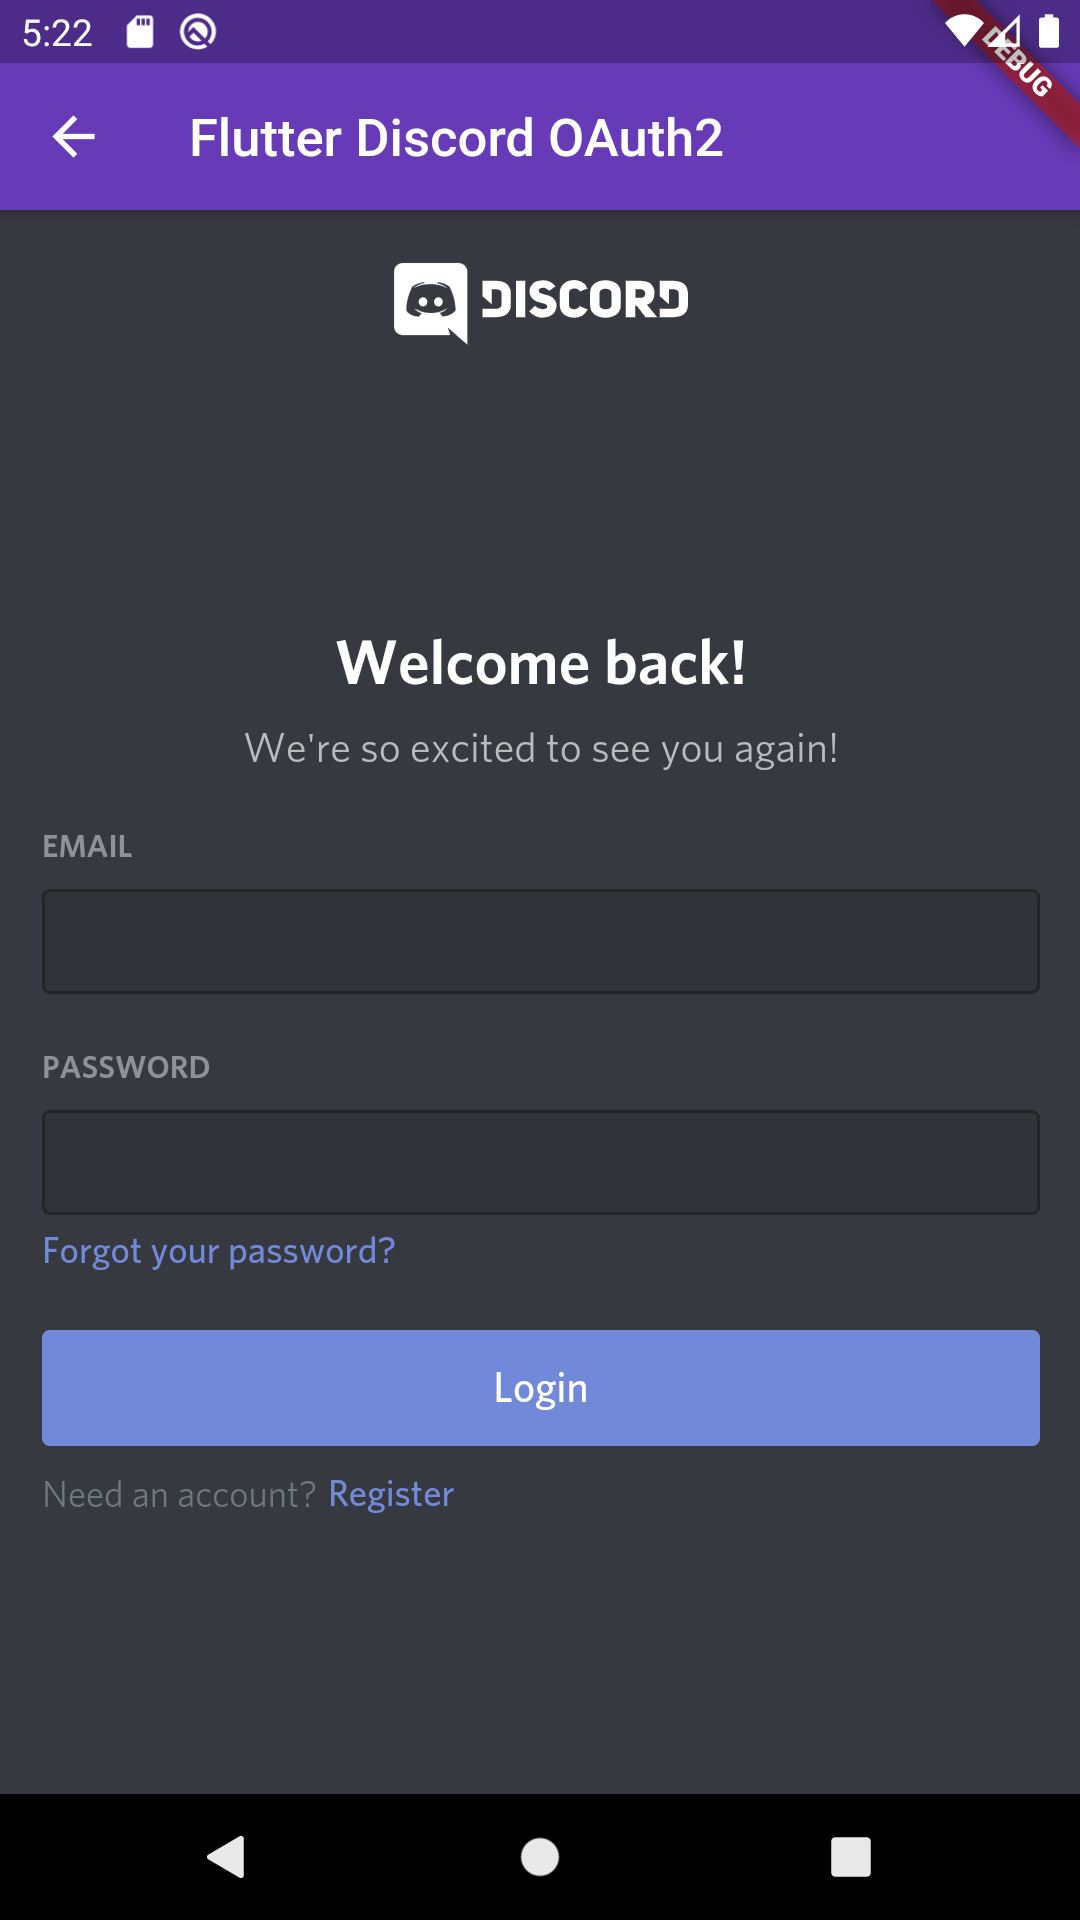 5:22
DEBUG
Flutter Discord OAuth2
DISCORD
Welcome back!
We're so excited to see you again!
EMAIL
PASSWORD
Forgot your password?
Login
Need an account? Register